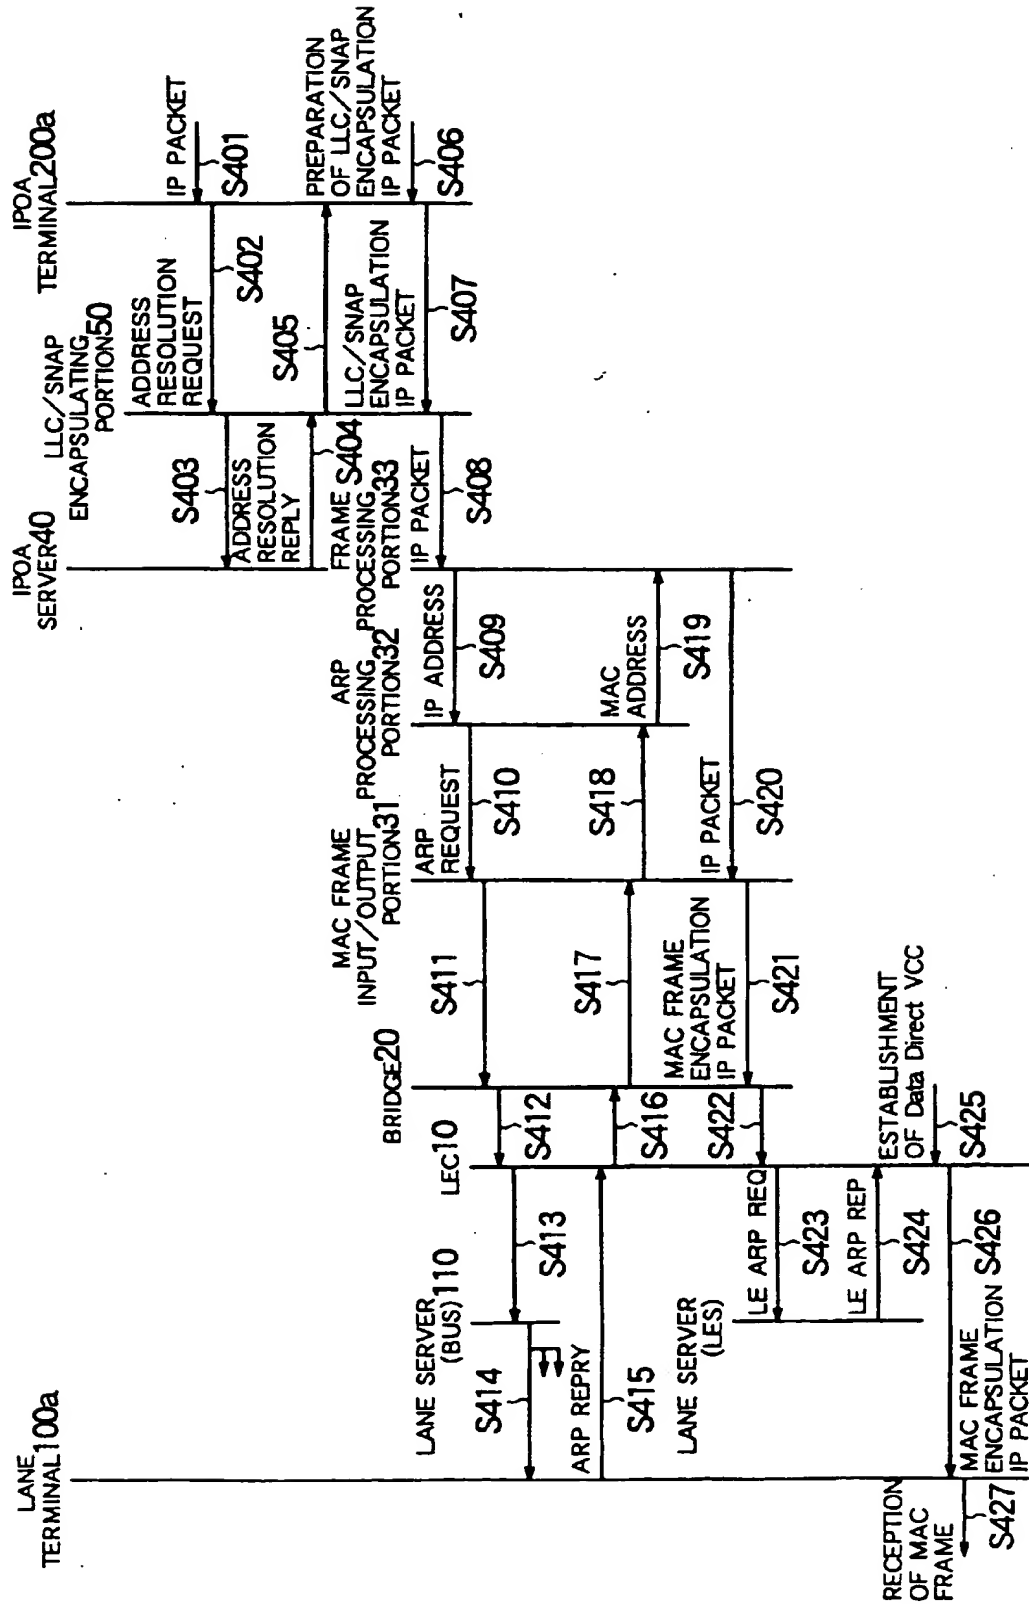 LANE
TERMINAL100a
LANE SERVER
(BUS)110
LANE SERVER
(LES)
LEC10
BRIDGE20
MAC FRAME
INPUT/OUTPUT
PORTION31
ARP
PROCESSING
PORTION32
FRAME
PROCESSING
PORTION33
IPOA
SERVER40
LLC/SNAP
ENCAPSULATING
PORTION50
IPOA
TERMINAL200a
IP PACKET
S401
ADDRESS
RESOLUTION
REQUEST
S402
S403
ADDRESS
RESOLUTION
REPLY
S404
S405
PREPARATION
OF LLC/SNAP
ENCAPSULATION
IP PACKET
S406
LLC/SNAP
ENCAPSULATION
IP PACKET
S407
IP PACKET
S408
IP ADDRESS
S409
ARP
REQUEST
S410
S411
S412
S413
S414
ARP REPRY
S415
S416
S417
S418
MAC
ADDRESS
S419
IP PACKET
S420
MAC FRAME
ENCAPSULATION
IP PACKET
S421
S422
LE ARP REQ
S423
LE ARP REP
S424
ESTABLISHMENT
OF Data Direct VCC
S425
MAC FRAME
ENCAPSULATION
IP PACKET
S426
RECEPTION
OF MAC
FRAME
S427